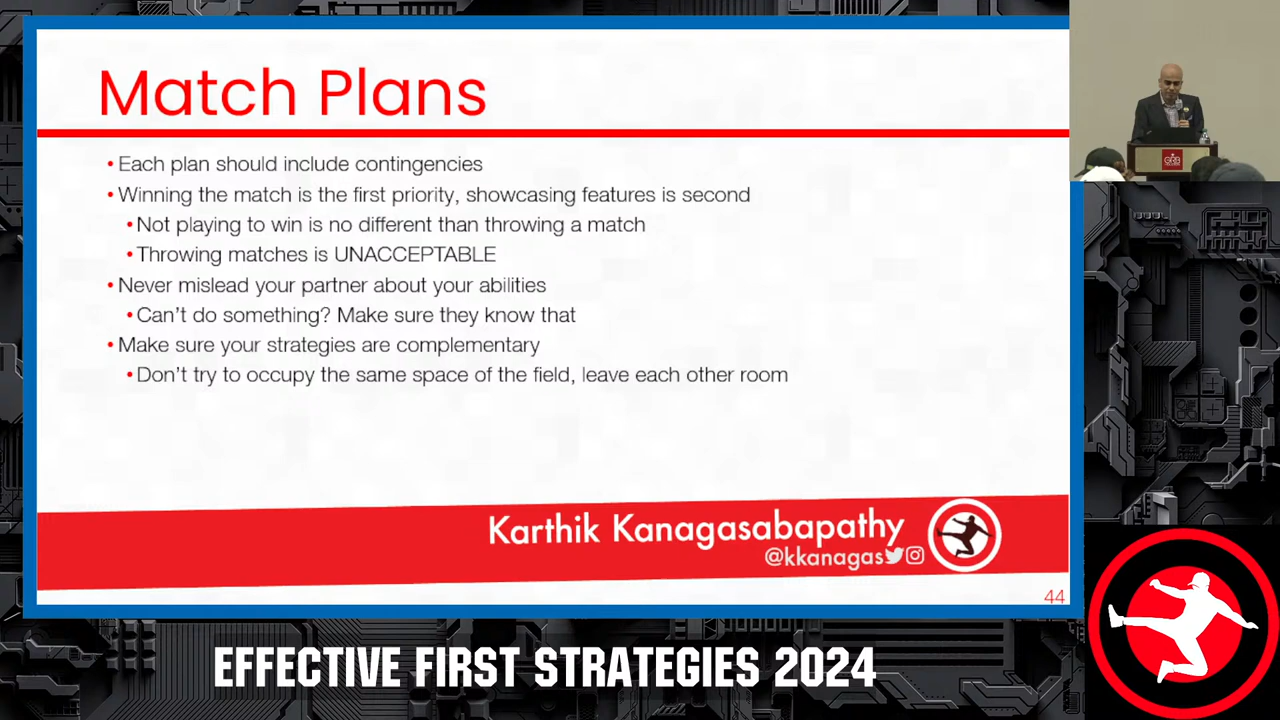 Match Plans
• Each plan should include contingencies
• Winning the match is the first priority, showcasing features is second
• Not playing to win is no different than throwing a match
• Throwing matches is UNACCEPTABLE
• Never mislead your partner about your abilities
• Can't do something? Make sure they know that
• Make sure your strategies are complementary
• Don't try to occupy the same space of the field, leave each other room
Karthik Kanagasabapathy
@kkanagas
44
EFFECTIVE FIRST STRATEGIES 2024